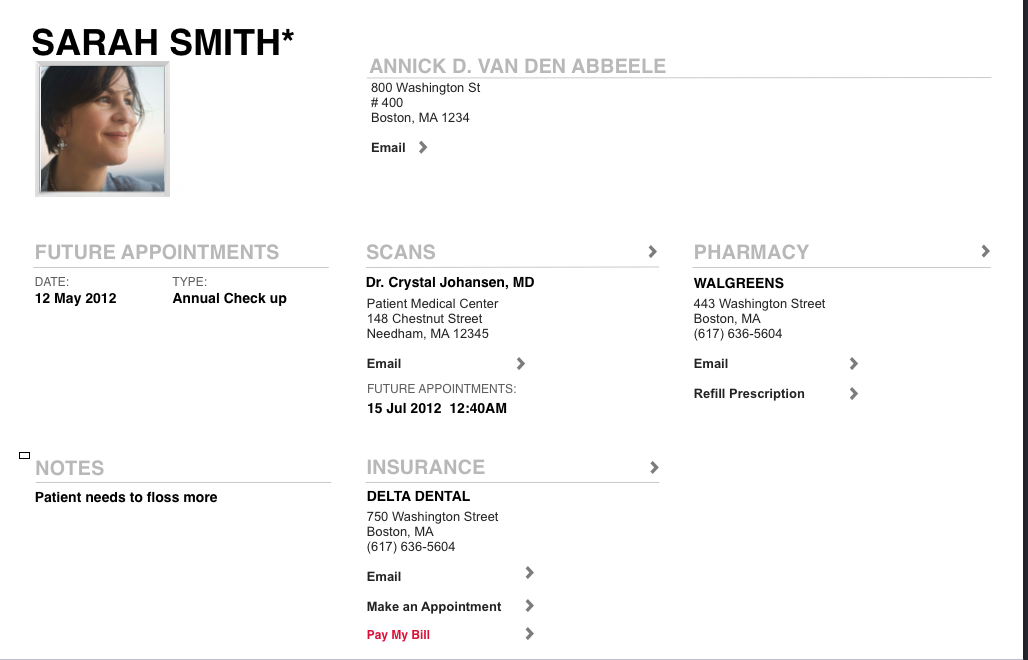 SARAH SMITH*
ANNICK D. VAN DEN ABBEELE
800 Washington St
# 400
Boston, MA 1234
Email
FUTURE APPOINTMENTS
DATE: TYPE:
12 May 2012 Annual Check up
SCANS
Dr. Crystal Johansen, MD
Patient Medical Center
148 Chestnut Street
Needham, MA 12345
Email
FUTURE APPOINTMENTS:
15 Jul 2012 12:40AM
PHARMACY
WALGREENS
443 Washington Street
Boston, MA
(617) 636-5604
Email
Refill Prescription
NOTES
Patient needs to floss more
INSURANCE
DELTA DENTAL
750 Washington Street
Boston, MA
(617) 636-5604
Email
Make an Appointment
Pay My Bill